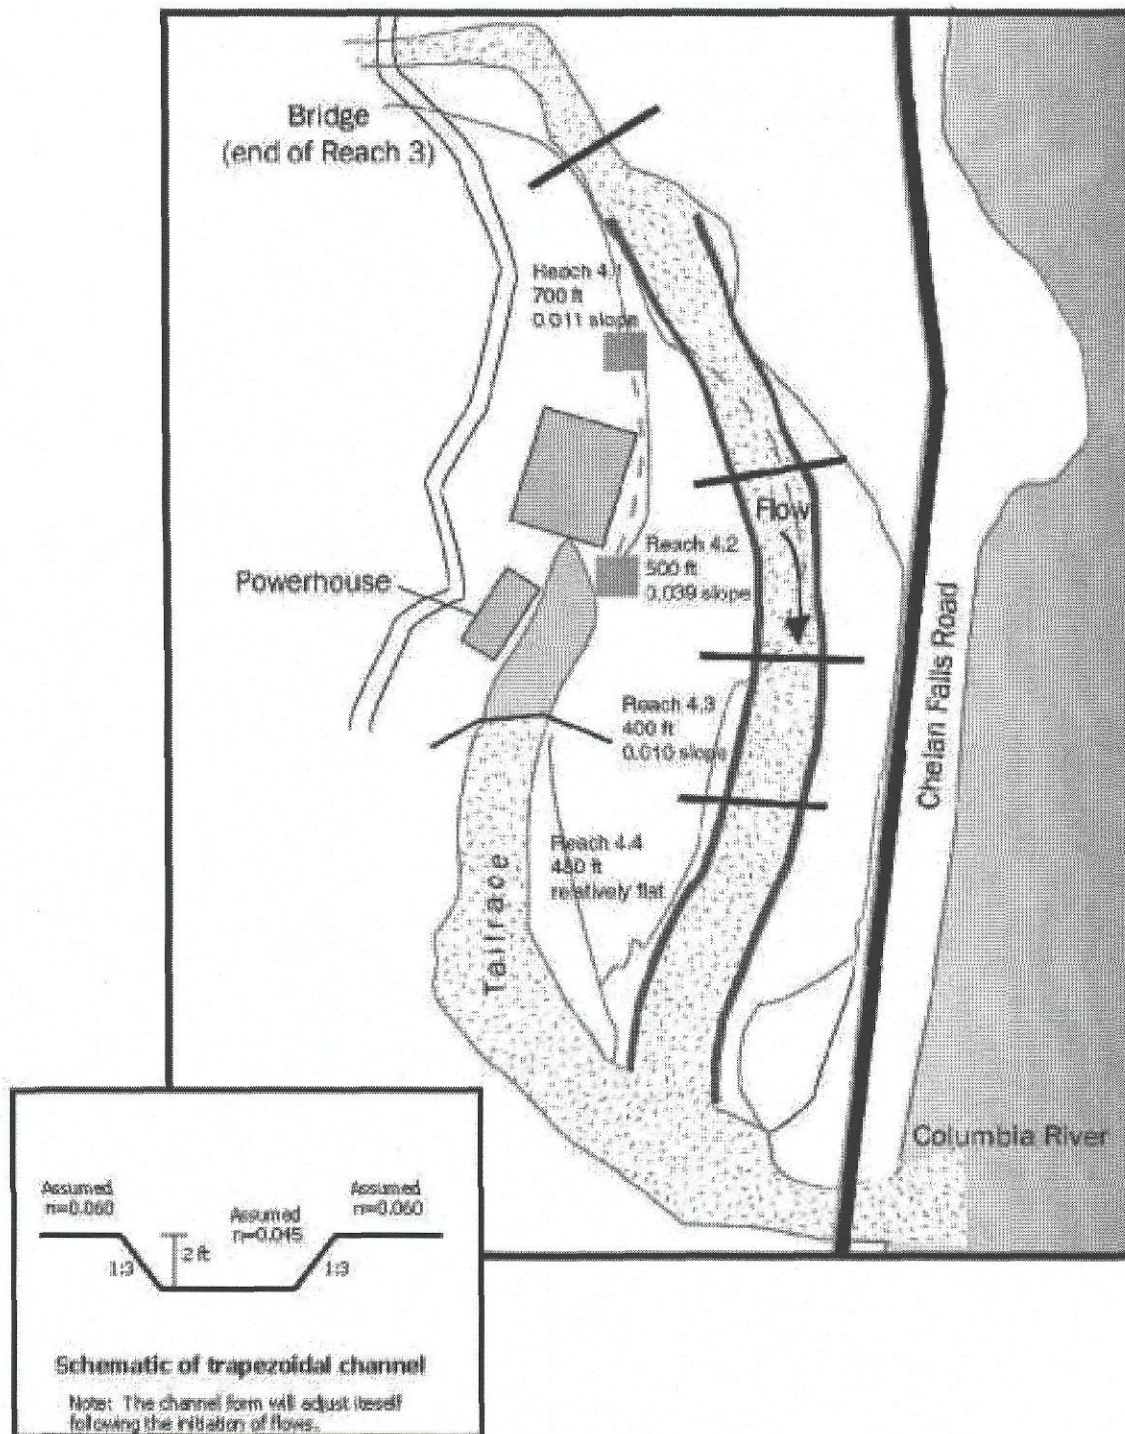 Bridge
(end of Reach 3)
Reach 4.1
700 ft
0.011 slope
Flow
Reach 4.2
500 ft
0.039 slope
Powerhouse
Reach 4.3
400 ft
0.010 slope
Chelan Falls Road
Reach 4.4
450 ft
relatively flat
Tailrace
Columbia River
Assumed
n=0.060
Assumed
n=0.045
Assumed
n=0.060
2 ft
1:3
1:3
Schematic of trapezoidal channel
Note: The channel form will adjust iteself
following the initiation of flows.